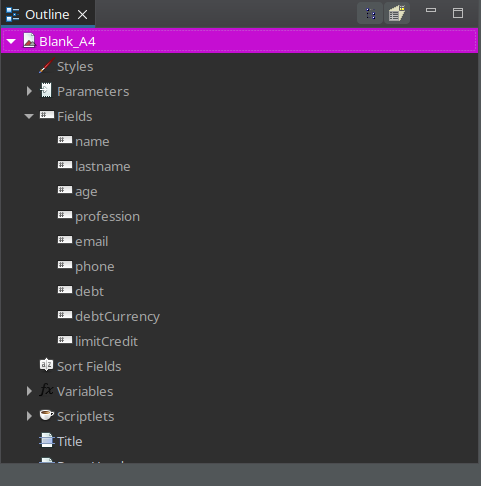 Outline
Blank_A4
Styles
Parameters
Fields
name
lastname
age
profession
email
phone
debt
debtCurrency
limitCredit
Sort Fields
Variables
Scriptlets
Title